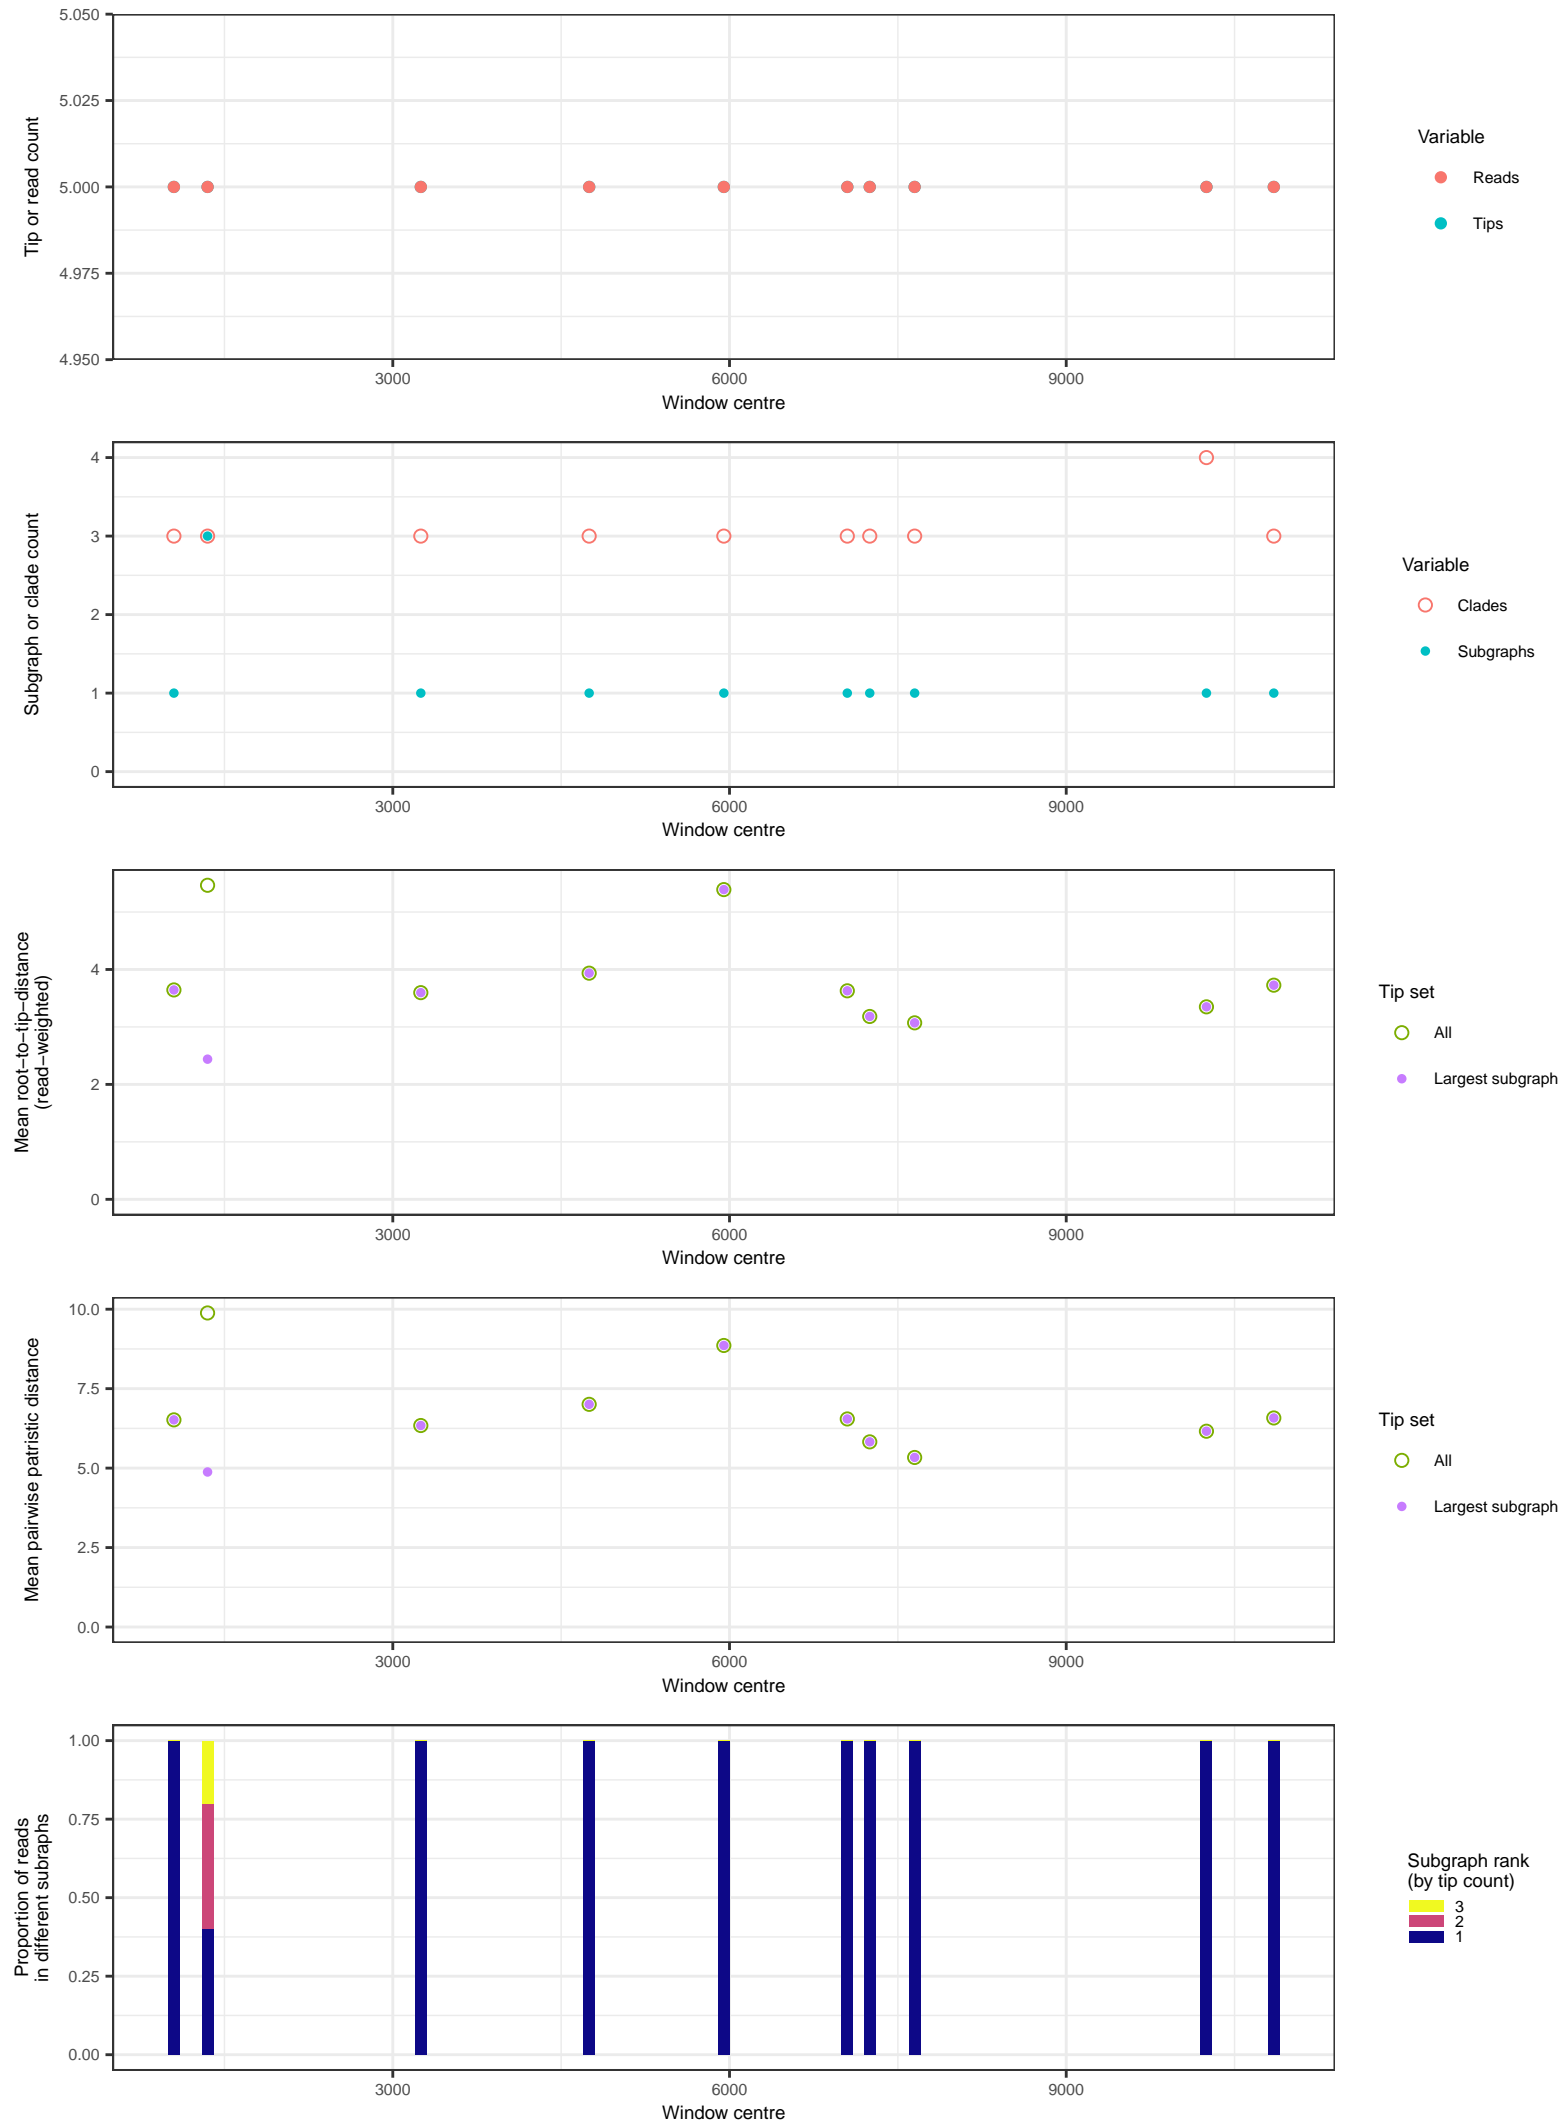 5.050
5.025
5.000
4.975
4.950
Tip or read count
3000
6000
9000
Window centre
Variable
Reads
Tips
4
3
2
1
0
Subgraph or clade count
3000
6000
9000
Window centre
Variable
Clades
Subgraphs
4
2
0
Mean root−to−tip−distance
(read−weighted)
3000
6000
9000
Window centre
Tip set
All
Largest subgraph
10.0
7.5
5.0
2.5
0.0
Mean pairwise patristic distance
3000
6000
9000
Window centre
Tip set
All
Largest subgraph
1.00
0.75
0.50
0.25
0.00
Proportion of reads
in different subraphs
3000
6000
9000
Window centre
Subgraph rank
(by tip count)
3
2
1